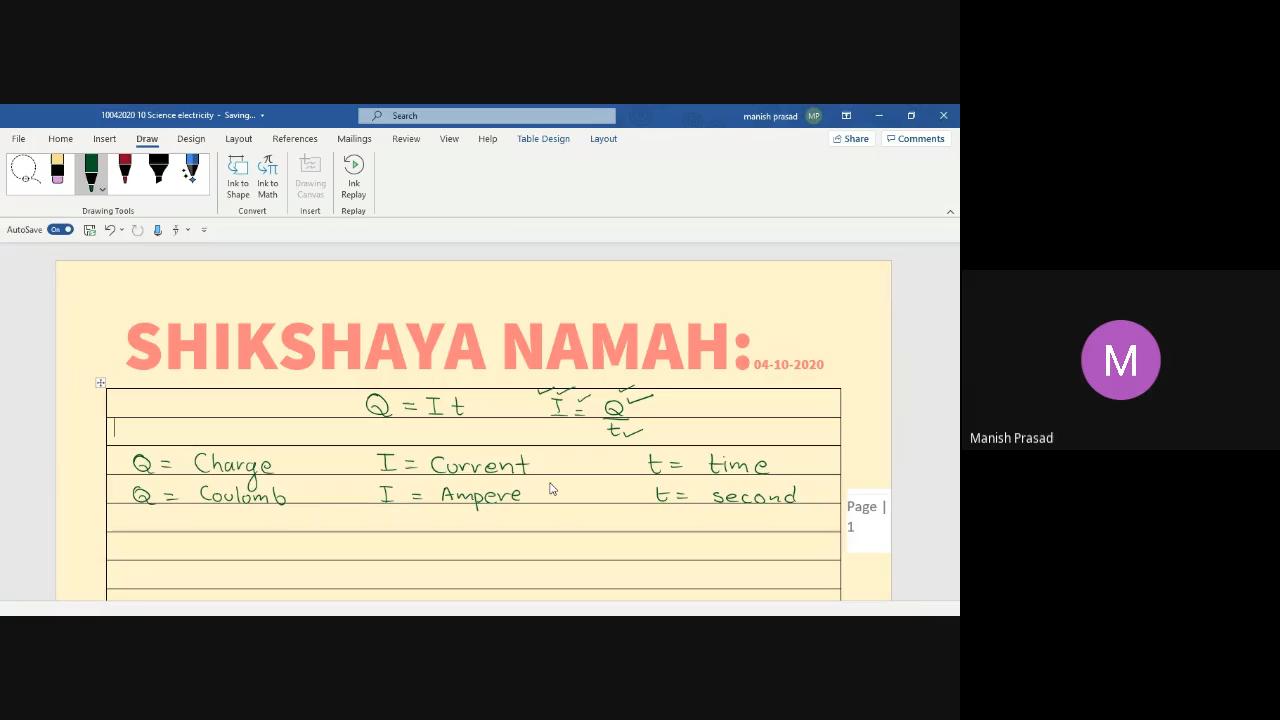 10042020 10 Science electricity - Saving...
Search
manish prasad MP
File Home Insert Draw Design Layout References Mailings Review View Help Table Design Layout Share Comments
Ink to Shape
Ink to Math
Drawing Canvas
Ink Replay
Drawing Tools Convert Insert Replay
AutoSave On
SHIKSHAYA NAMAH: 04-10-2020
Q = I t I = Q
t
Q = Charge I = Current t = time
Q = Coulomb I = Ampere t = second
Page |
1
M
Manish Prasad